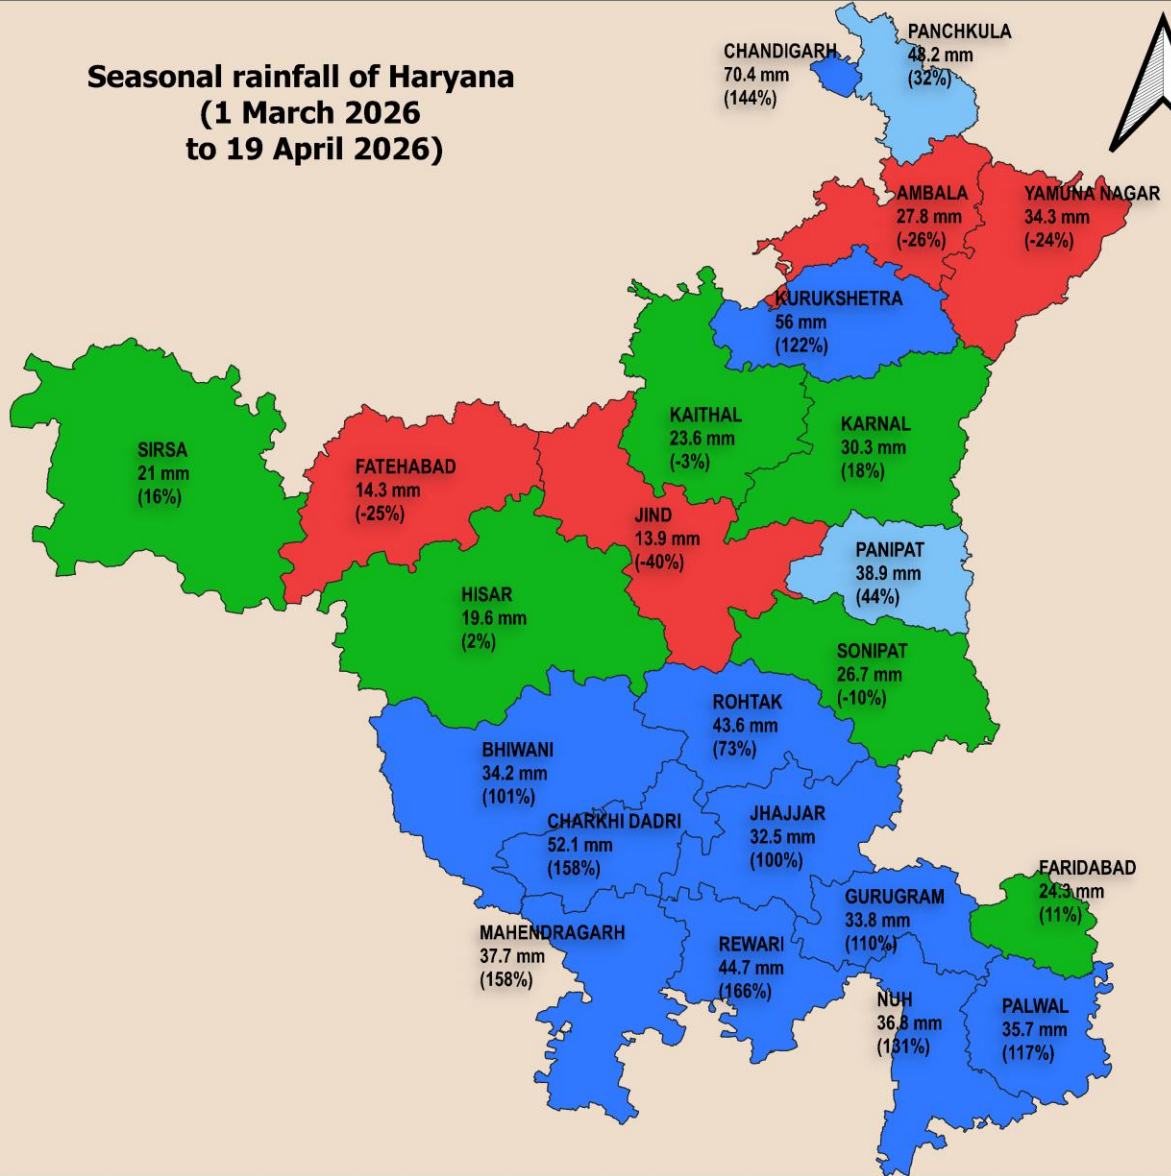 Seasonal rainfall of Haryana
(1 March 2026
to 19 April 2026)
PANCHKULA
48.2 mm
(32%)
CHANDIGARH
70.4 mm
(144%)
AMBALA
27.8 mm
(-26%)
YAMUNA NAGAR
34.3 mm
(-24%)
KURUKSHETRA
56 mm
(122%)
KAITHAL
23.6 mm
(-3%)
KARNAL
30.3 mm
(18%)
SIRSA
21 mm
(16%)
FATEHABAD
14.3 mm
(-25%)
JIND
13.9 mm
(-40%)
PANIPAT
38.9 mm
(44%)
HISAR
19.6 mm
(2%)
SONIPAT
26.7 mm
(-10%)
ROHTAK
43.6 mm
(73%)
BHIWANI
34.2 mm
(101%)
CHARKHI DADRI
52.1 mm
(158%)
JHAJJAR
32.5 mm
(100%)
FARIDABAD
24.3 mm
(11%)
GURUGRAM
33.8 mm
(110%)
MAHENDRAGARH
37.7 mm
(158%)
REWARI
44.7 mm
(166%)
NUH
36.8 mm
(131%)
PALWAL
35.7 mm
(117%)